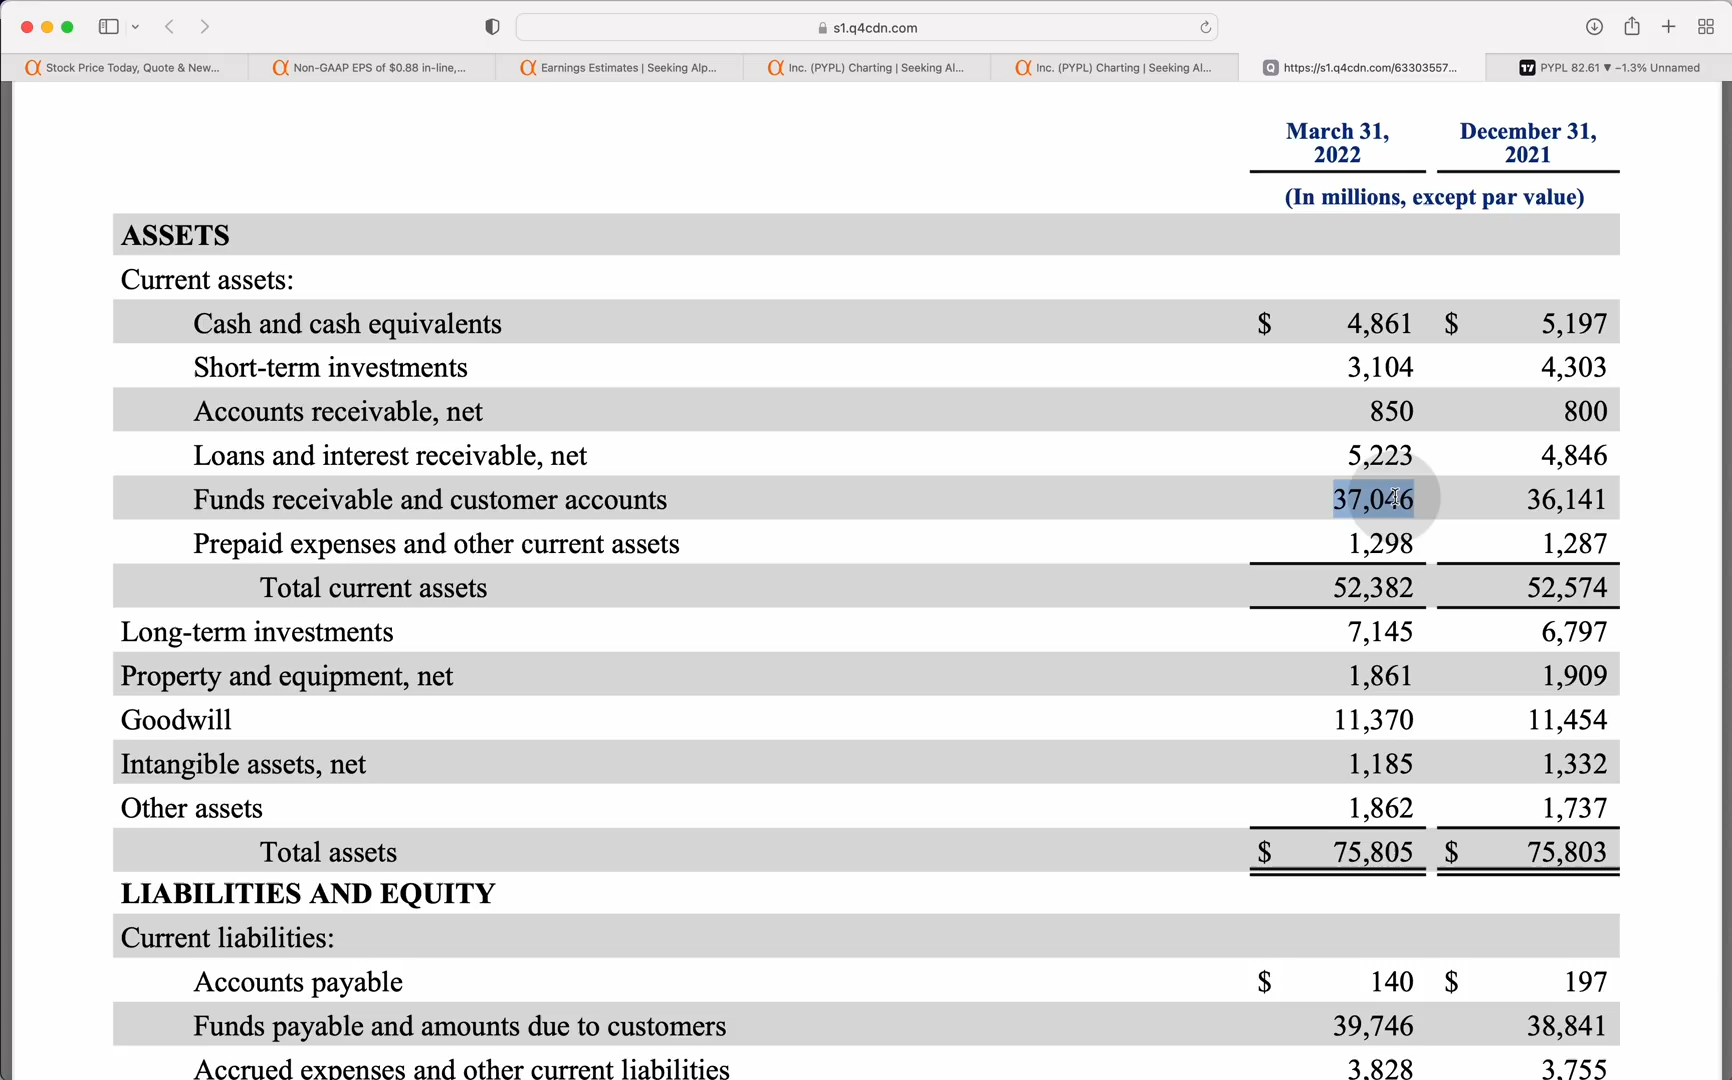 s1.q4cdn.com
Stock Price Today, Quote & New...
Non-GAAP EPS of $0.88 in-line,...
Earnings Estimates | Seeking Alp...
Inc. (PYPL) Charting | Seeking Al...
Inc. (PYPL) Charting | Seeking Al...
Q https://s1.q4cdn.com/63303557...
PYPL 82.61 ▼ −1.3% Unnamed
March 31, 2022 December 31, 2021
(In millions, except par value)
ASSETS
Current assets:
Cash and cash equivalents $ 4,861 $ 5,197
Short-term investments 3,104 4,303
Accounts receivable, net 850 800
Loans and interest receivable, net 5,223 4,846
Funds receivable and customer accounts 37,046 36,141
Prepaid expenses and other current assets 1,298 1,287
Total current assets 52,382 52,574
Long-term investments 7,145 6,797
Property and equipment, net 1,861 1,909
Goodwill 11,370 11,454
Intangible assets, net 1,185 1,332
Other assets 1,862 1,737
Total assets $ 75,805 $ 75,803
LIABILITIES AND EQUITY
Current liabilities:
Accounts payable $ 140 $ 197
Funds payable and amounts due to customers 39,746 38,841
Accrued expenses and other current liabilities 3,828 3,755